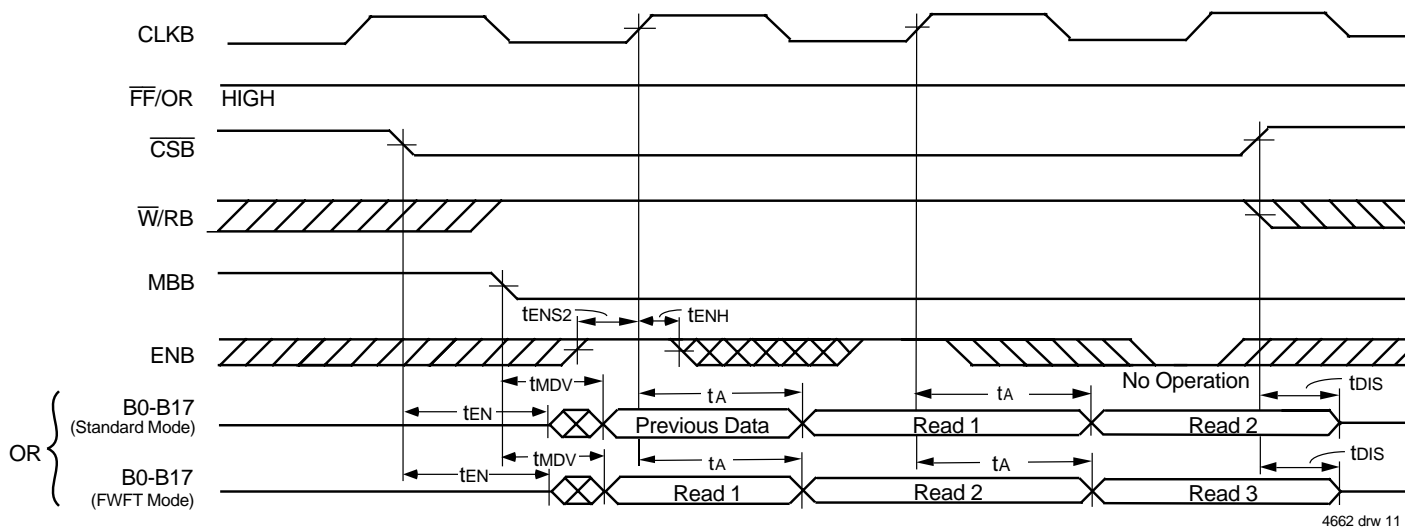 CLKB
FF/OR HIGH
CSB
W/RB
MBB
tENS2 tENH
ENB
No Operation
tMDV tA tA tDIS
B0-B17
(Standard Mode)
tEN Previous Data Read 1 Read 2
OR
tMDV tA tA tDIS
B0-B17
(FWFT Mode)
tEN Read 1 Read 2 Read 3
4662 drw 11